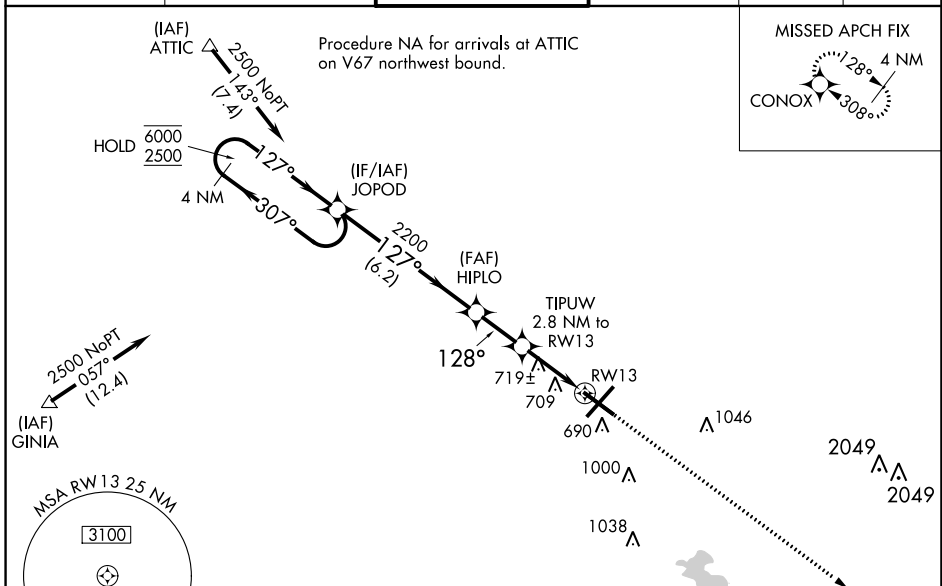 (IAF)
ATTIC
2500 NoPT
143°
(7.4)
Procedure NA for arrivals at ATTIC
on V67 northwest bound.
MISSED APCH FIX
128°
4 NM
CONOX
308°
HOLD
6000
2500
127°
4 NM
307°
(IF/IAF)
JOPOD
2200
127°
(6.2)
(FAF)
HIPLO
TIPUW
2.8 NM to
RW13
128°
719±
709
RW13
690
1046
2049
2049
1000
1038
2500 NoPT
057°
(12.4)
(IAF)
GINIA
MSA RW13 25 NM
3100